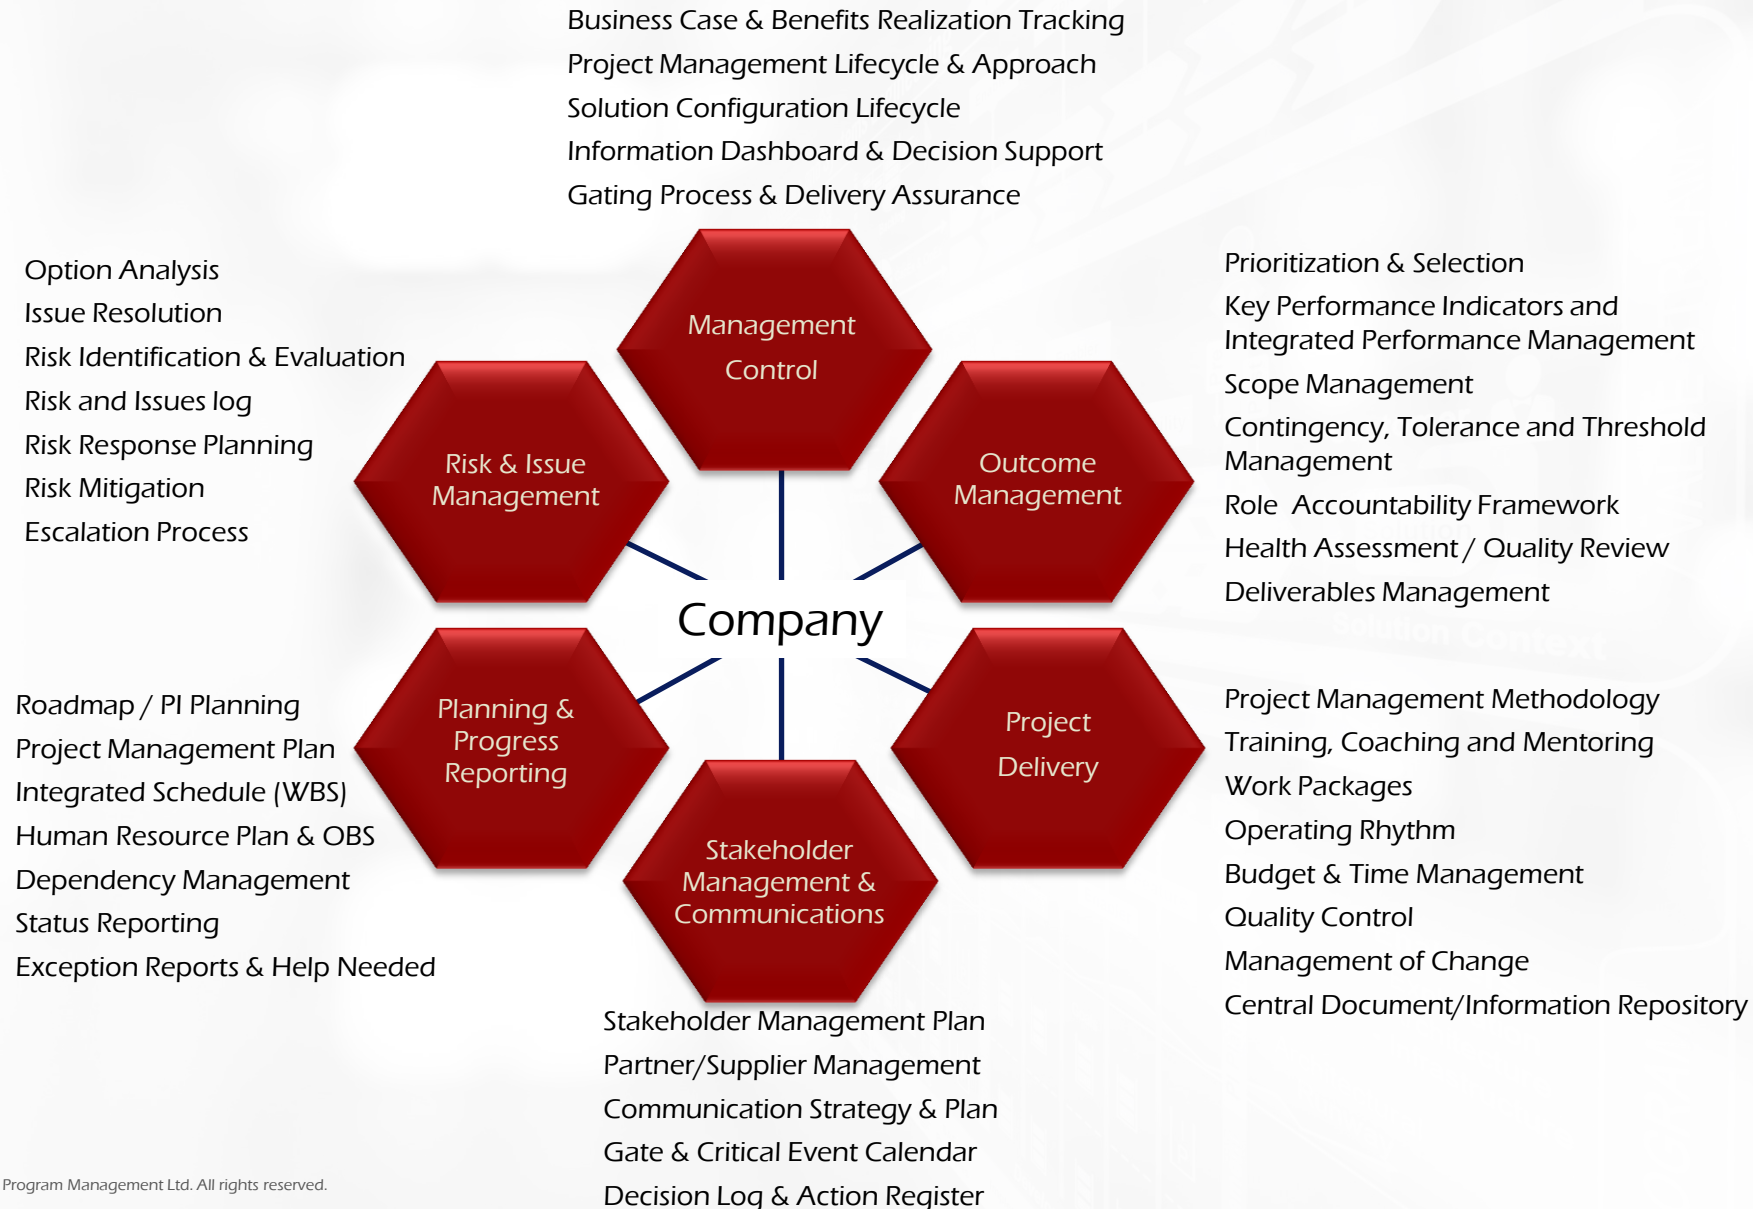 Business Case & Benefits Realization Tracking
Project Management Lifecycle & Approach
Solution Configuration Lifecycle
Information Dashboard & Decision Support
Gating Process & Delivery Assurance
Management
Control
Option Analysis
Issue Resolution
Risk Identification & Evaluation
Risk and Issues log
Risk Response Planning
Risk Mitigation
Escalation Process
Risk & Issue
Management
Outcome
Management
Prioritization & Selection
Key Performance Indicators and
Integrated Performance Management
Scope Management
Contingency, Tolerance and Threshold
Management
Role Accountability Framework
Health Assessment / Quality Review
Deliverables Management
Solution Context
Company
Roadmap / PI Planning
Project Management Plan
Integrated Schedule (WBS)
Human Resource Plan & OBS
Dependency Management
Status Reporting
Exception Reports & Help Needed
Planning &
Progress
Reporting
Project
Delivery
Project Management Methodology
Training, Coaching and Mentoring
Work Packages
Operating Rhythm
Budget & Time Management
Quality Control
Management of Change
Central Document/Information Repository
Stakeholder
Management &
Communications
Stakeholder Management Plan
Partner/Supplier Management
Communication Strategy & Plan
Gate & Critical Event Calendar
Decision Log & Action Register
Program Management Ltd. All rights reserved.